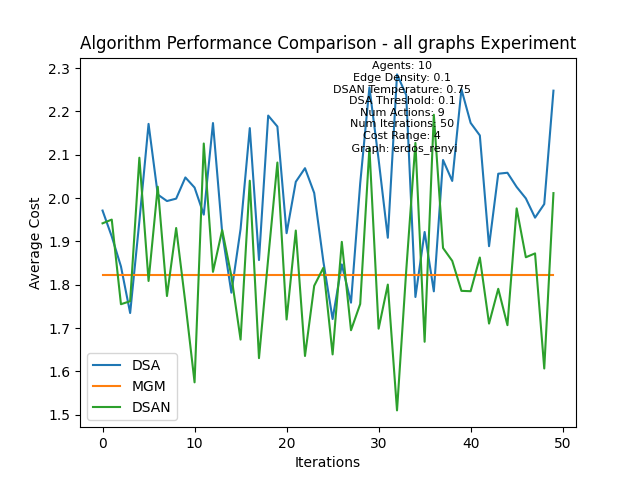 Algorithm Performance Comparison - all graphs Experiment
Agents: 10
Edge Density: 0.1
DSAN Temperature: 0.75
DSA Threshold: 0.1
Num Actions: 9
Num Iterations: 50
Cost Range: 4
Graph: erdos_renyi
2.3
2.2
2.1
2.0
1.9
1.8
1.7
1.6
1.5
Average Cost
DSA
MGM
DSAN
0 10 20 30 40 50
Iterations